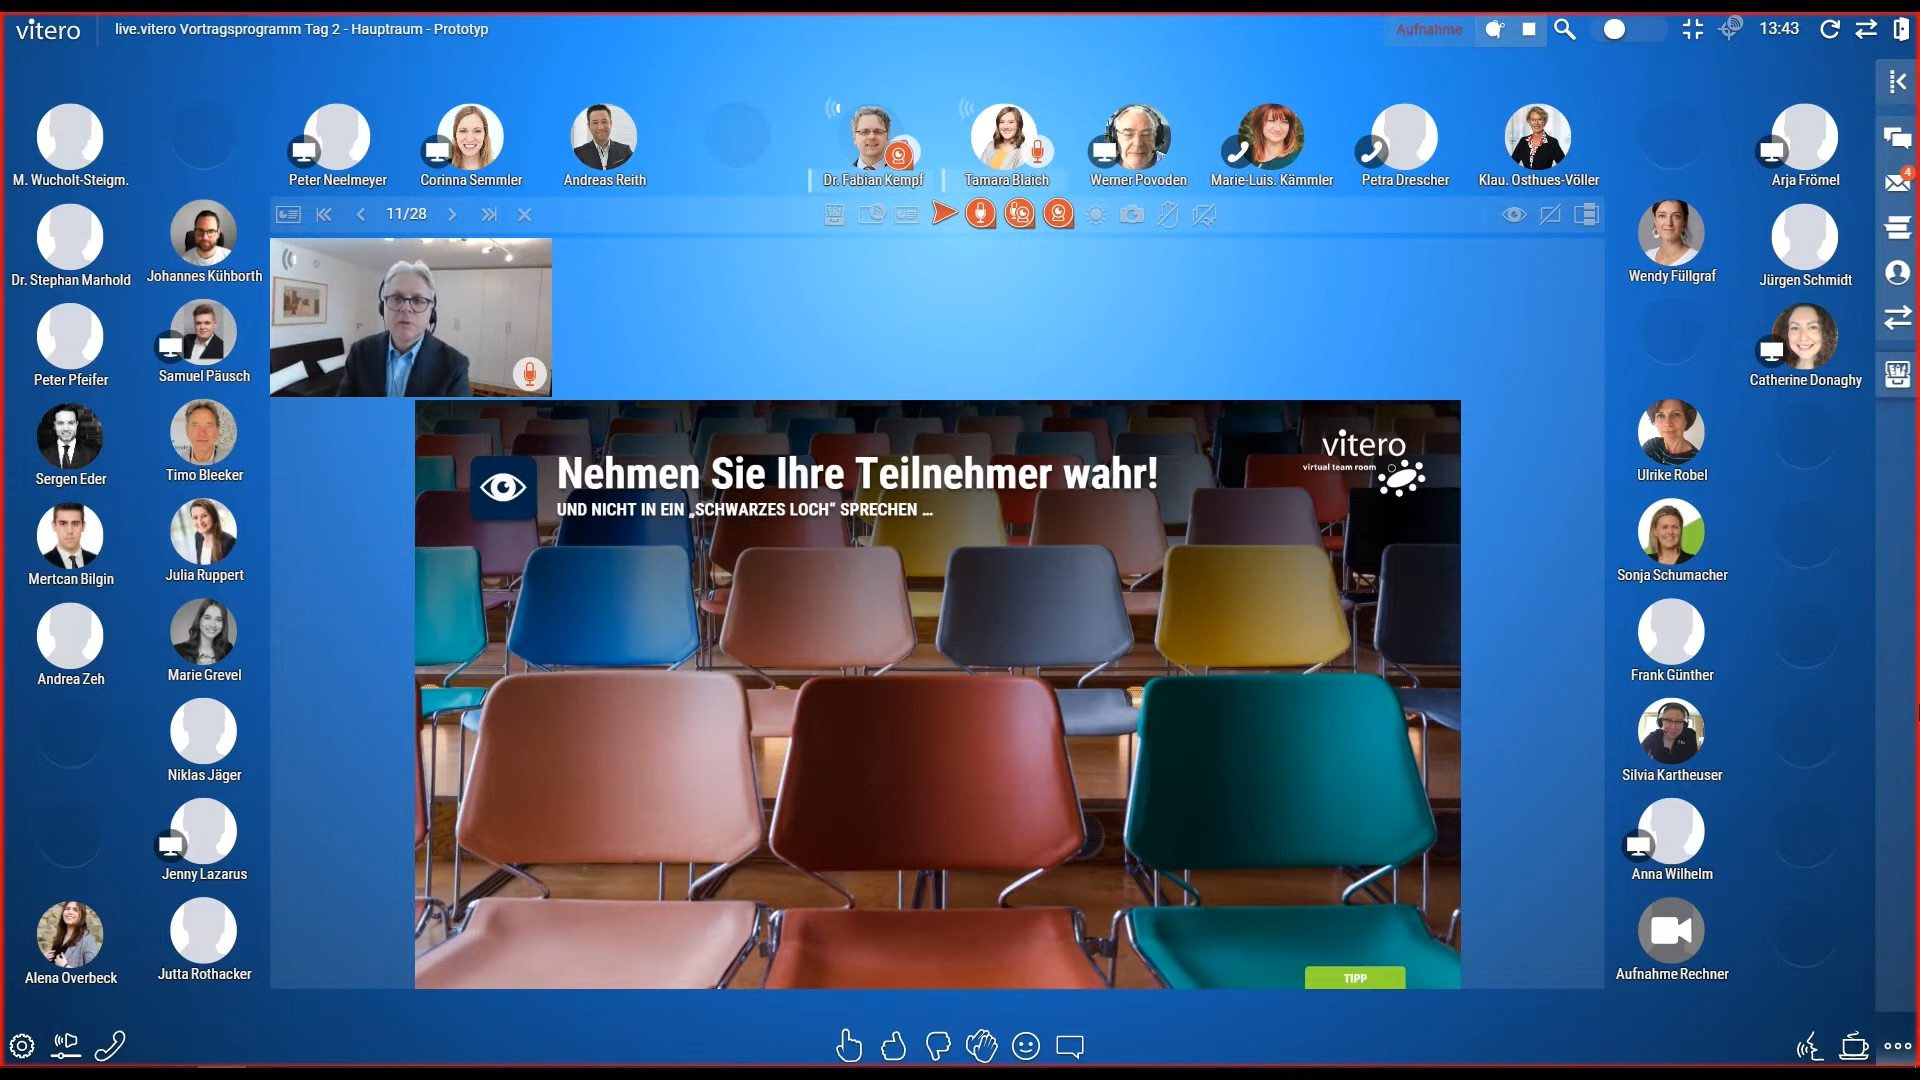 vitero
live.vitero Vortragsprogramm Tag 2 - Hauptraum - Prototyp
Aufnahme
13:43
M. Wucholt-Steigm.
Peter Neelmeyer
Corinna Semmler
Andreas Reith
Dr. Fabian Kempf
Tamara Blaich
Werner Povoden
Marie-Luis. Kämmler
Petra Drescher
Klau. Osthues-Völler
Arja Frömel
4
11/28
Dr. Stephan Marhold
Johannes Kühborth
Wendy Füllgraf
Jürgen Schmidt
Peter Pfeifer
Samuel Päusch
Catherine Donaghy
Sergen Eder
Timo Bleeker
Ulrike Robel
Mertcan Bilgin
Julia Ruppert
Sonja Schumacher
Andrea Zeh
Marie Grevel
Frank Günther
Niklas Jäger
Silvia Kartheuser
Jenny Lazarus
Anna Wilhelm
Alena Overbeck
Jutta Rothacker
Aufnahme Rechner
Nehmen Sie Ihre Teilnehmer wahr!
UND NICHT IN EIN „SCHWARZES LOCH“ SPRECHEN ...
vitero
virtual team room
TIPP